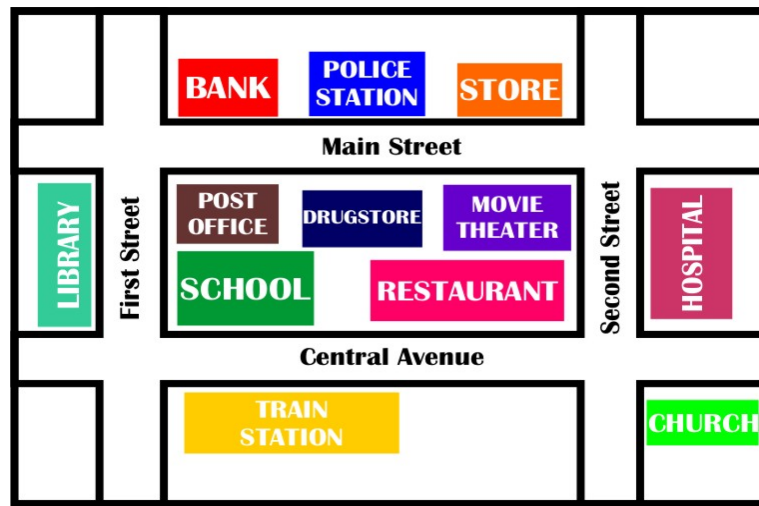 BANK
POLICE
STATION
STORE
Main Street
LIBRARY
First Street
POST
OFFICE
DRUGSTORE
MOVIE
THEATER
SCHOOL
RESTAURANT
Second Street
HOSPITAL
Central Avenue
TRAIN
STATION
CHURCH